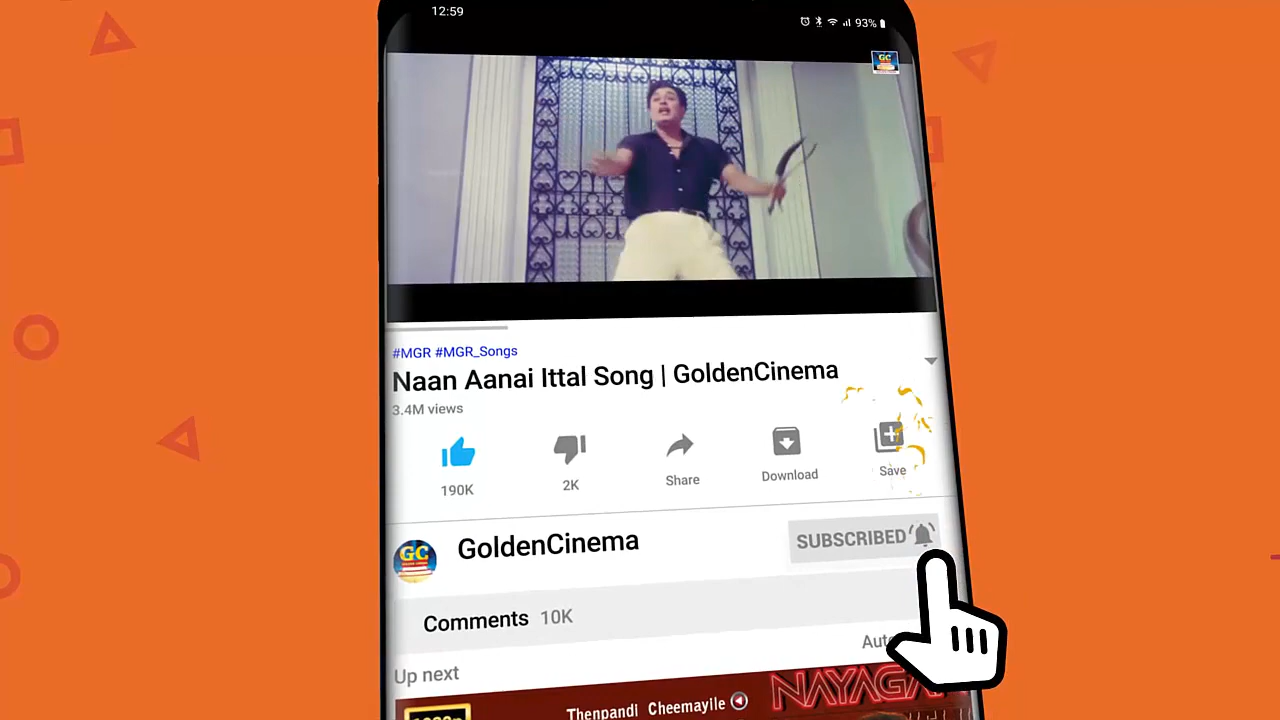 12:59
93%
GC
#MGR #MGR_Songs
Naan Aanai Ittal Song | GoldenCinema
3.4M views
190K
2K
Share
Download
Save
GC
GoldenCinema
SUBSCRIBED
Comments 10K
Up next
Thenpandi Cheemayile